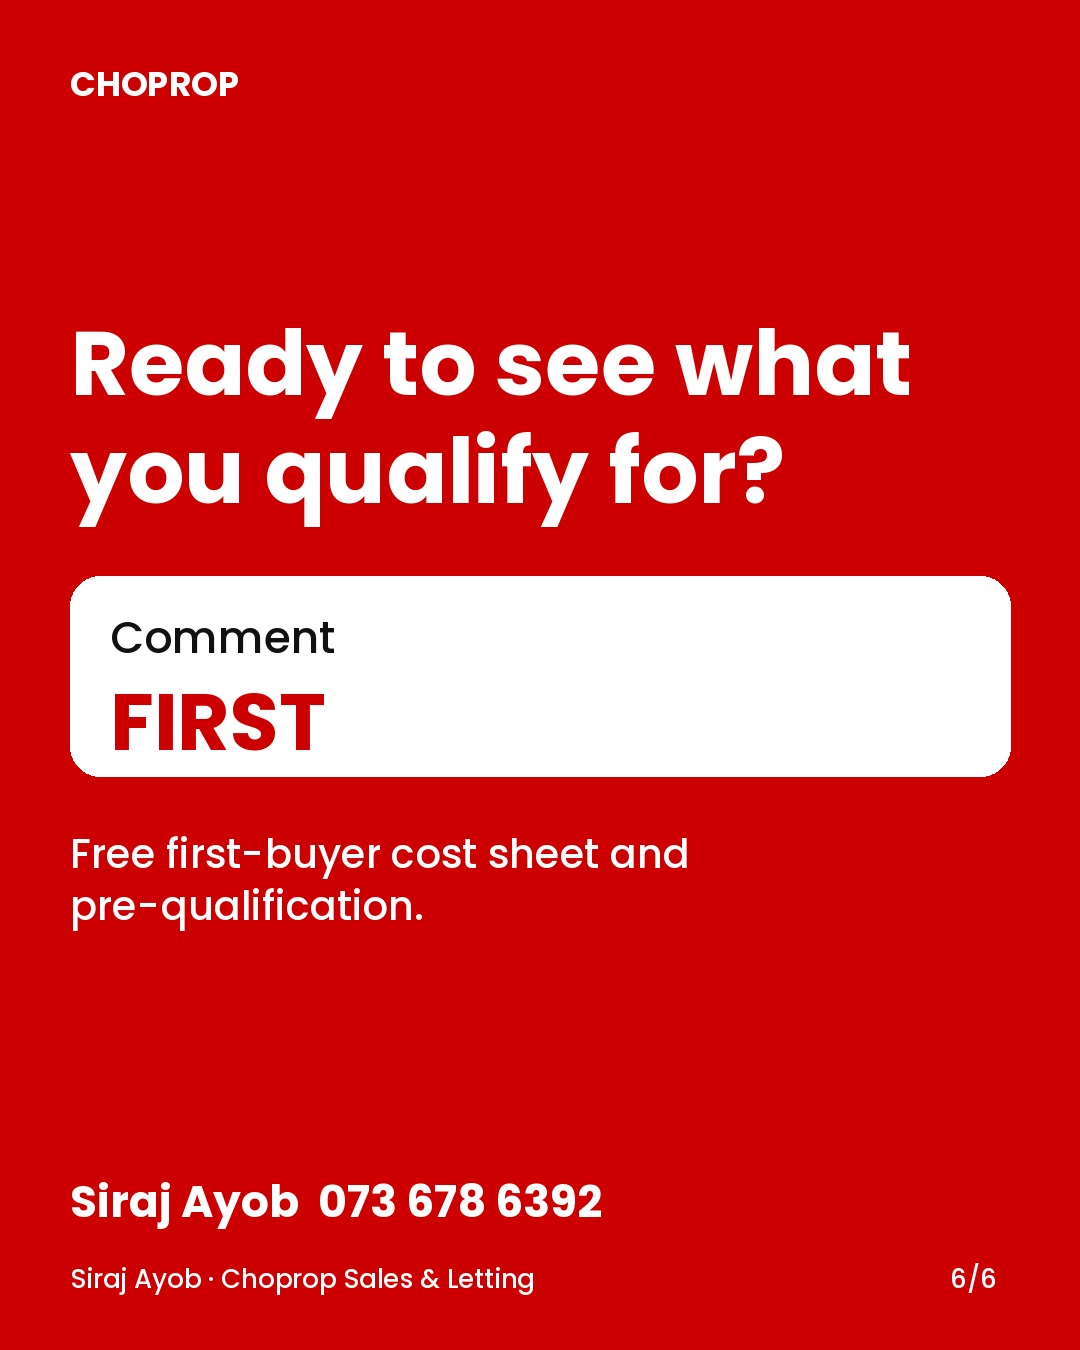 CHOPROP
Ready to see what
you qualify for?
Comment
FIRST
Free first-buyer cost sheet and
pre-qualification.
Siraj Ayob 073 678 6392
Siraj Ayob · Choprop Sales & Letting
6/6